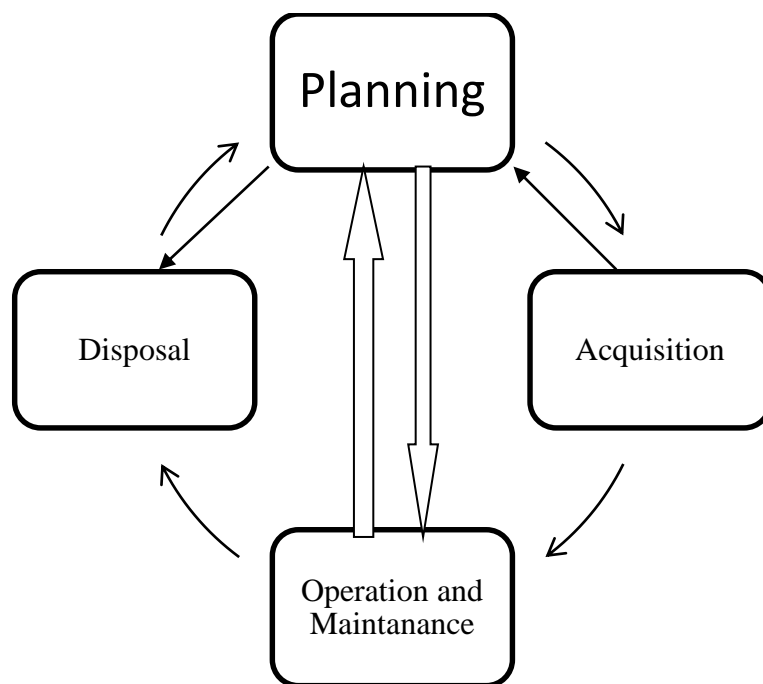 Planning
Disposal
Acquisition
Operation and
Maintanance